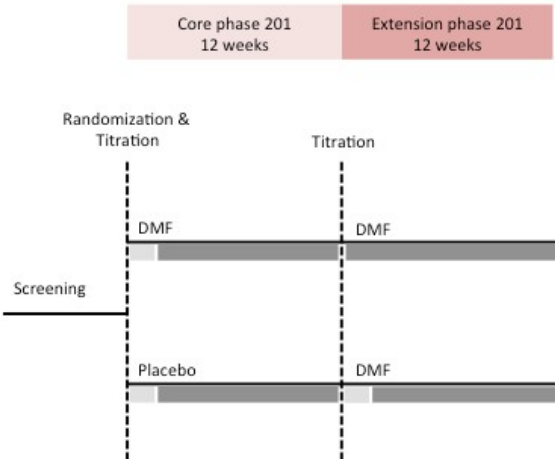 Core phase 201
12 weeks
Extension phase 201
12 weeks
Randomization &
Titration
Titration
DMF
DMF
Screening
Placebo
DMF